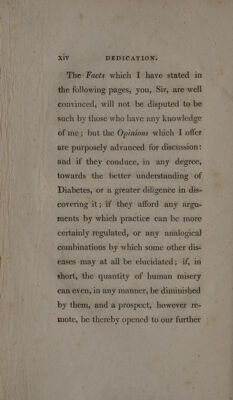 xiv DEDICATION.
The Facts which I have stated in
the following pages, you, Sir, are well
convinced, will not be disputed to be
such by those who have any knowledge
of me; but the Opinions which I offer
are purposely advanced for discussion:
and if they conduce, in any degree,
towards the better understanding of
Diabetes, or a greater diligence in dis-
covering it; if they afford any argu-
ments by which practice can be more
certainly regulated, or any analogical
combinations by which some other dis-
eases may at all be elucidated; if, in
short, the quantity of human misery
can even, in any manner, be diminished
by them, and a prospect, however re-
mote, be thereby opened to our further